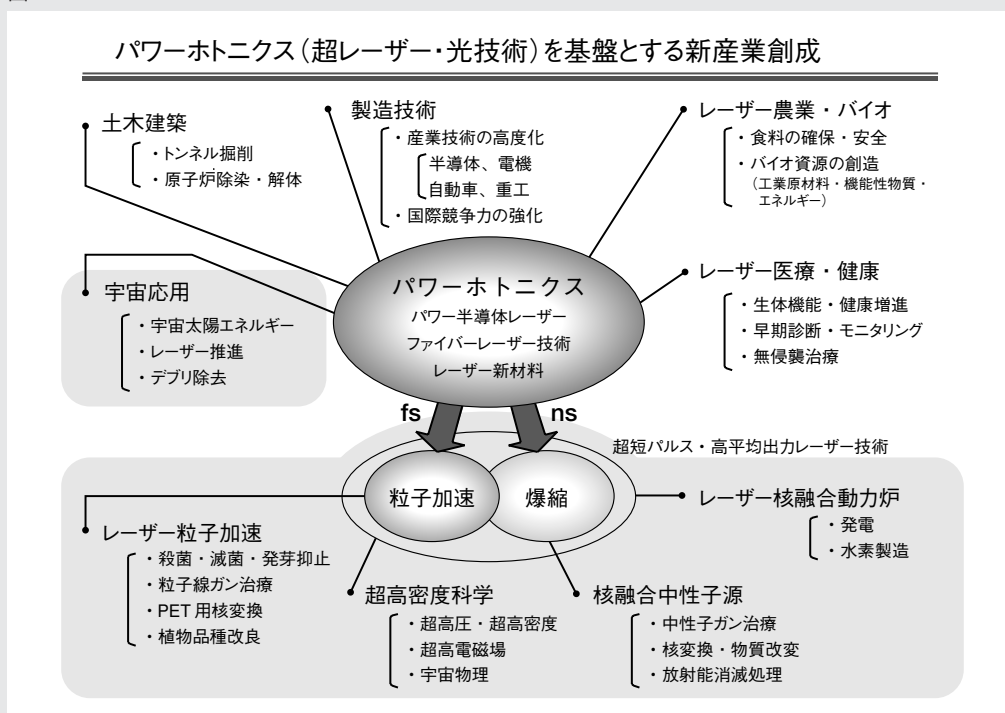 パワーホトニクス（超レーザー・光技術）を基盤とする新産業創成
土木建築
・トンネル掘削
・原子炉除染・解体
製造技術
・産業技術の高度化
半導体、電機
自動車、重工
・国際競争力の強化
レーザー農業・バイオ
・食料の確保・安全
・バイオ資源の創造
（工業原材料・機能性物質・
エネルギー）
宇宙応用
・宇宙太陽エネルギー
・レーザー推進
・デブリ除去
パワーホトニクス
パワー半導体レーザー
ファイバーレーザー技術
レーザー新材料
レーザー医療・健康
・生体機能・健康増進
・早期診断・モニタリング
・無侵襲治療
fs
ns
超短パルス・高平均出力レーザー技術
粒子加速
爆縮
レーザー粒子加速
・殺菌・滅菌・発芽抑止
・粒子線ガン治療
・PET用核変換
・植物品種改良
超高密度科学
・超高圧・超高密度
・超高電磁場
・宇宙物理
核融合中性子源
・中性子ガン治療
・核変換・物質改変
・放射能消滅処理
レーザー核融合動力炉
・発電
・水素製造